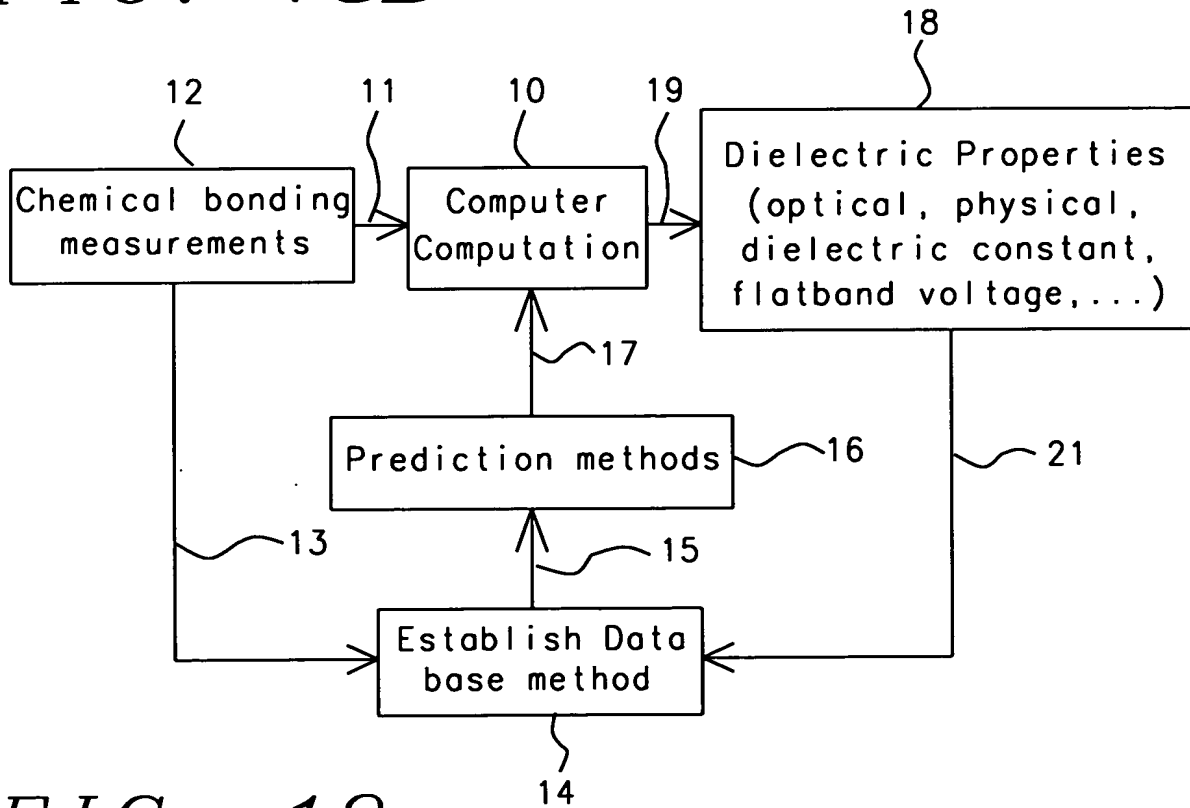 18
12
11
10
19
Chemical bonding
measurements
Computer
Computation
Dielectric Properties
(optical, physical,
dielectric constant,
flatband voltage,...)
17
Prediction methods
16
21
13
15
Establish Data
base method
14